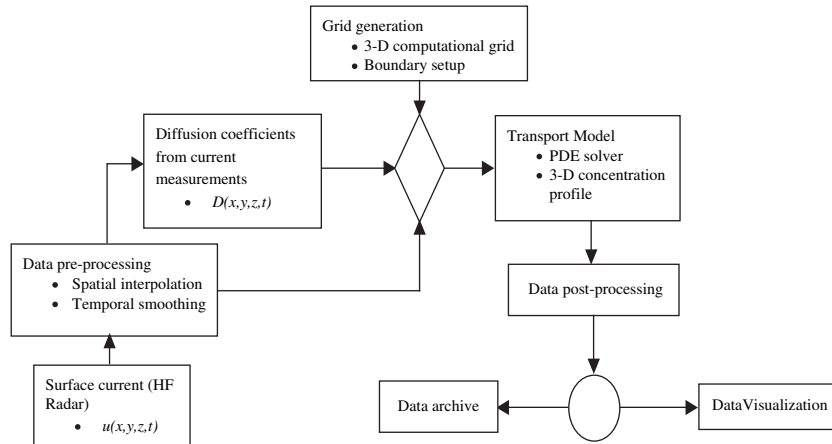 Grid generation
• 3-D computational grid
• Boundary setup
Diffusion coefficients
from current
measurements
• D(x,y,z,t)
Transport Model
• PDE solver
• 3-D concentration
profile
Data pre-processing
• Spatial interpolation
• Temporal smoothing
Data post-processing
Surface current (HF
Radar)
• u(x,y,z,t)
Data archive
DataVisualization